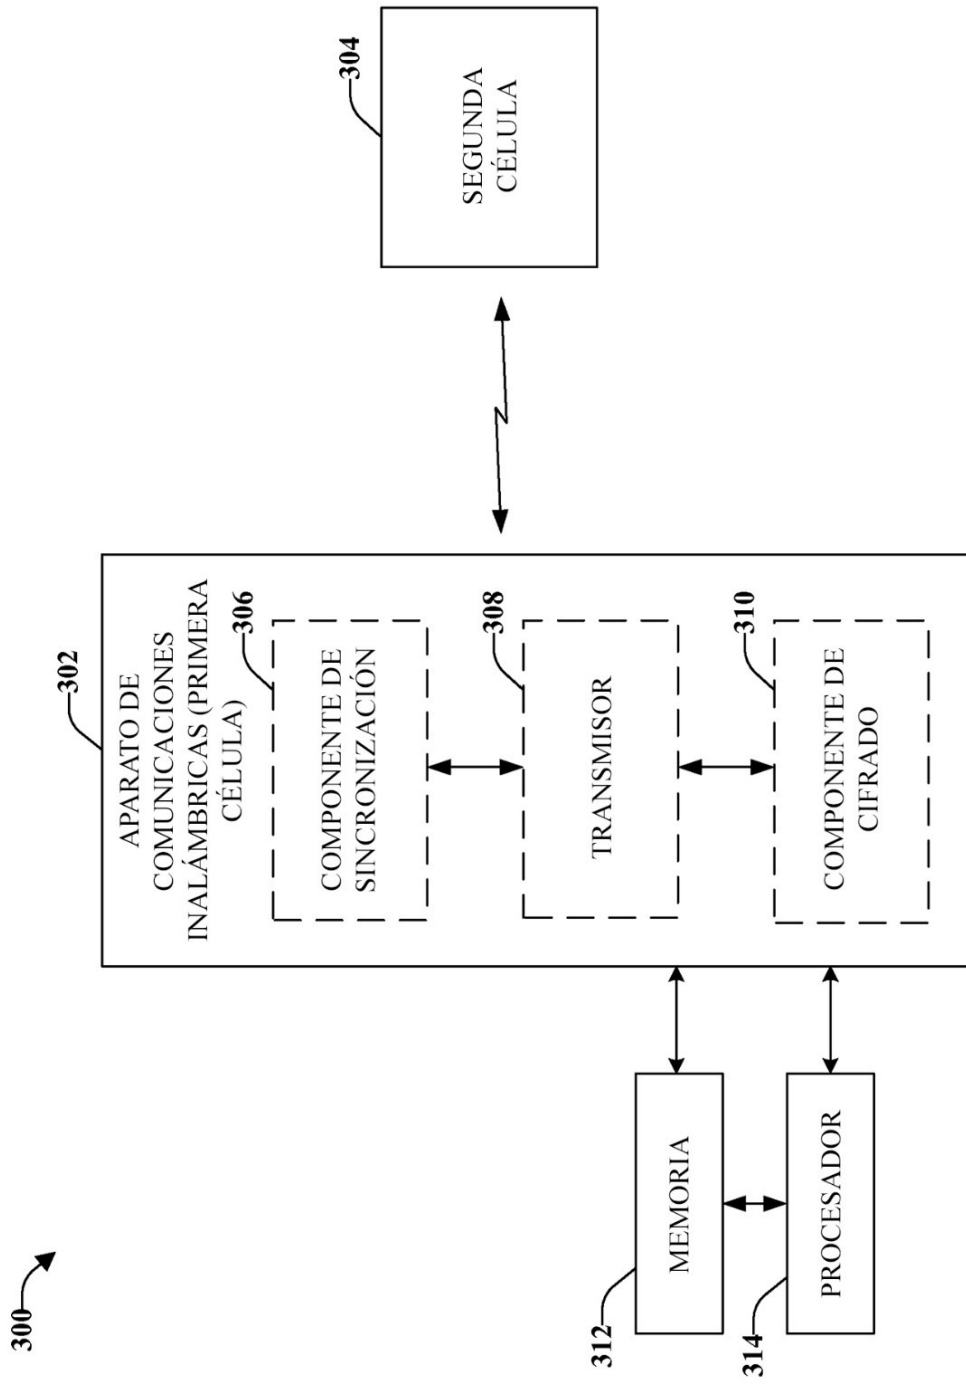 300
302
APARATO DE
COMUNICACIONES
INALÁMBRICAS (PRIMERA
CÉLULA)
306
COMPONENTE DE
SINCRONIZACIÓN
308
TRANSMISOR
310
COMPONENTE DE
CIFRADO
304
SEGUNDA
CÉLULA
312
MEMORIA
314
PROCESADOR